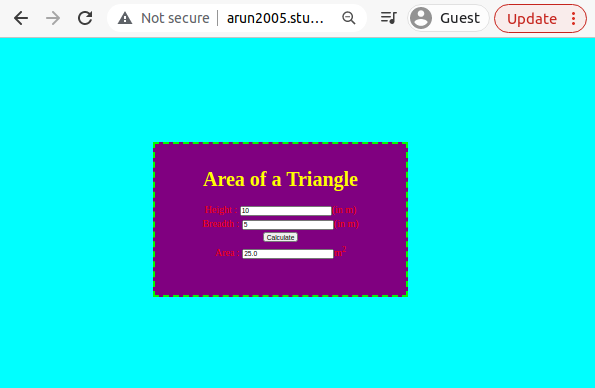 Not secure | arun2005.stu... Guest Update
Area of a Triangle
Height : 10 (in m)
Breadth : 5 (in m)
Calculate
Area : 25.0 m²